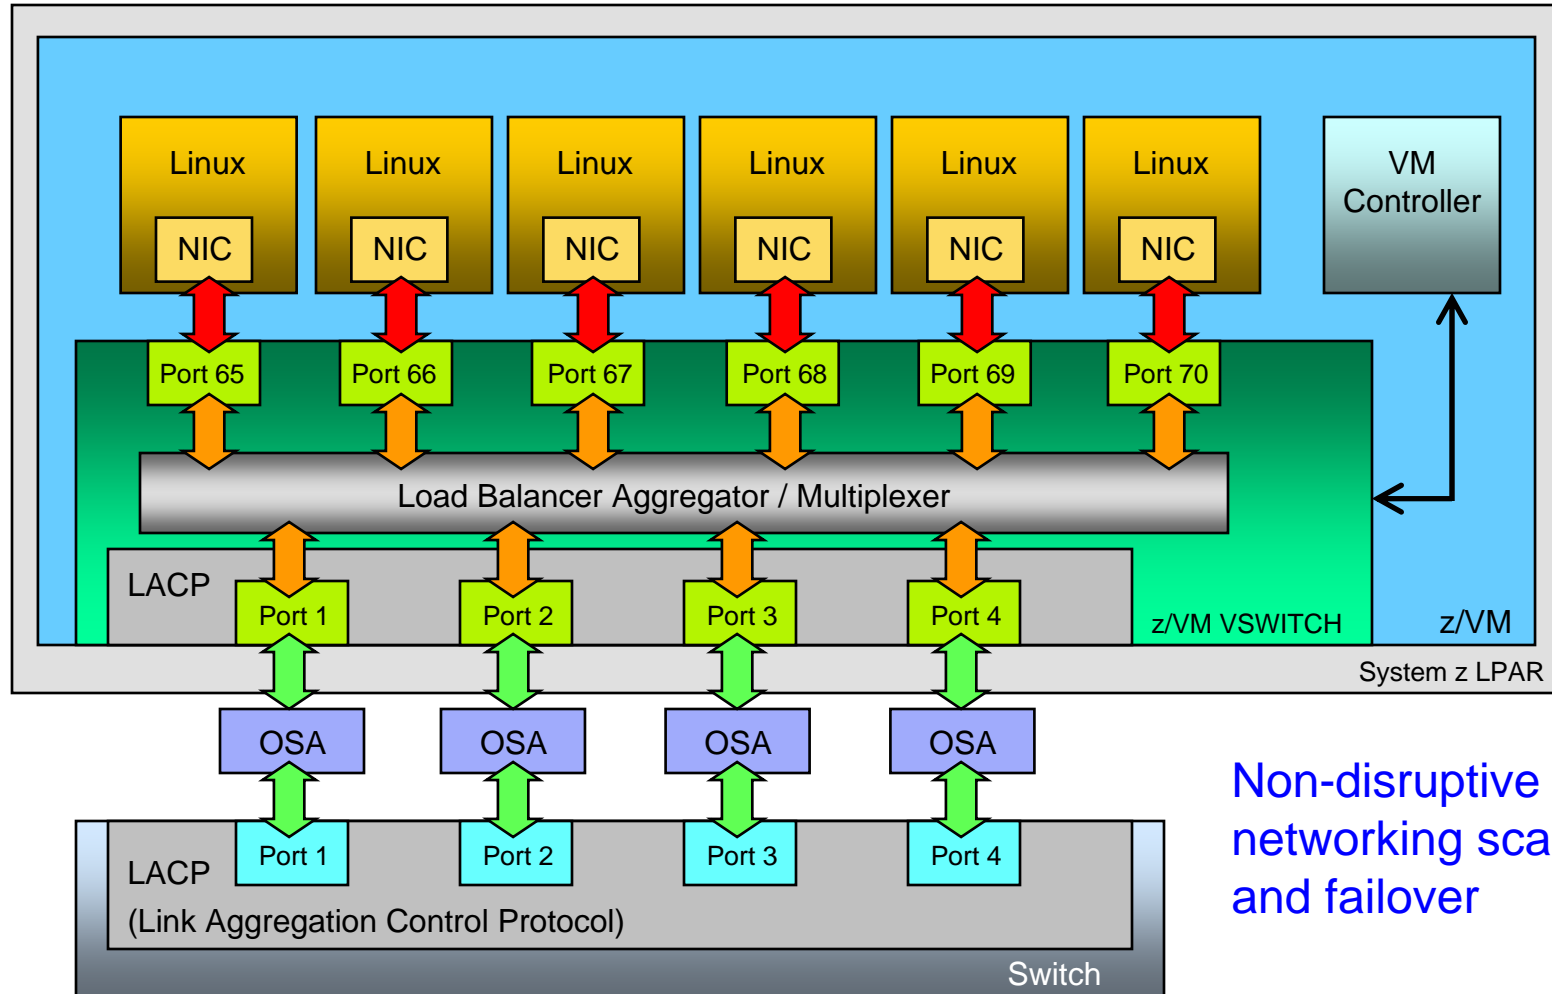 Linux Linux Linux Linux Linux Linux
VM
Controller
NIC NIC NIC NIC NIC NIC
Port 65 Port 66 Port 67 Port 68 Port 69 Port 70
Load Balancer Aggregator / Multiplexer
LACP
Port 1 Port 2 Port 3 Port 4
z/VM VSWITCH
z/VM
System z LPAR
OSA OSA OSA OSA
Non-disruptive
networking
and failover
Port 1 Port 2 Port 3 Port 4
LACP
(Link Aggregation Control Protocol)
Switch